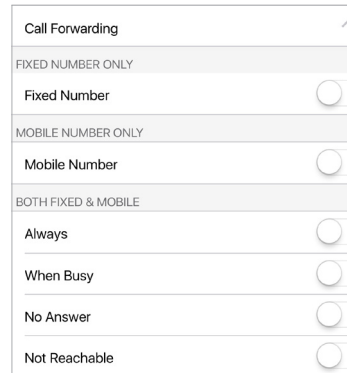 Call Forwarding
FIXED NUMBER ONLY
Fixed Number
MOBILE NUMBER ONLY
Mobile Number
BOTH FIXED & MOBILE
Always
When Busy
No Answer
Not Reachable